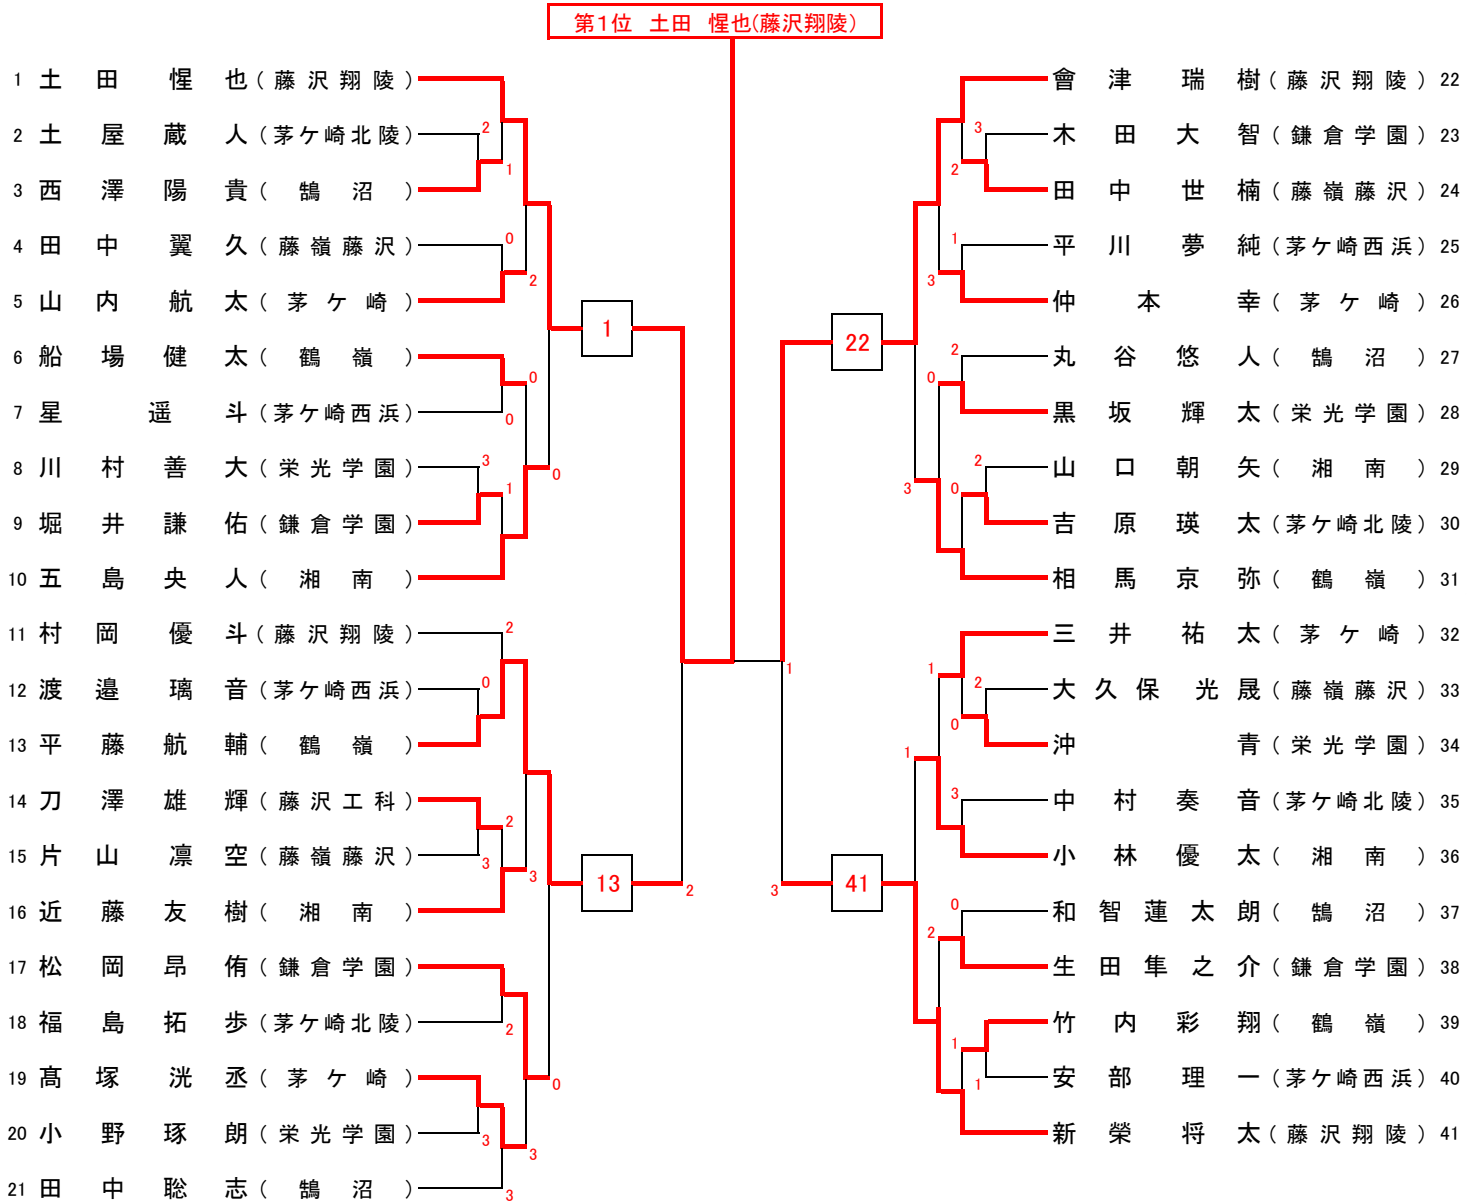 第1位 土田 惺也(藤沢翔陵)
1 土田 惺也(藤沢翔陵)
2 土屋蔵人(茅ケ崎北陵)
3 西澤陽貴(鵠沼)
4 田中 翼久(藤嶺藤沢)
5 山内 航太(茅ケ崎)
6 船場健太(鶴嶺)
7 星 遥斗(茅ケ崎西浜)
8 川村善大(栄光学園)
9 堀井謙佑(鎌倉学園)
10 五島央人(湘南)
11 村岡 優斗(藤沢翔陵)
12 渡邉 璃音(茅ケ崎西浜)
13 平藤航輔(鶴嶺)
14 刀澤雄輝(藤沢工科)
15 片山 凛空(藤嶺藤沢)
16 近藤友樹(湘南)
17 松岡昂侑(鎌倉学園)
18 福島拓歩(茅ケ崎北陵)
19 髙塚洸丞(茅ケ崎)
20 小野琢朗(栄光学園)
21 田中聡志(鵠沼)
會津瑞樹(藤沢翔陵) 22
木田大智(鎌倉学園) 23
田中世楠(藤嶺藤沢) 24
平川夢純(茅ケ崎西浜) 25
仲本幸(茅ケ崎) 26
丸谷悠人(鵠沼) 27
黒坂輝太(栄光学園) 28
山口朝矢(湘南) 29
吉原瑛太(茅ケ崎北陵) 30
相馬京弥(鶴嶺) 31
三井祐太(茅ケ崎) 32
大久保光晟(藤嶺藤沢) 33
沖 青(栄光学園) 34
中村奏音(茅ケ崎北陵) 35
小林優太(湘南) 36
和智蓮太朗(鵠沼) 37
生田隼之介(鎌倉学園) 38
竹内彩翔(鶴嶺) 39
安部理一(茅ケ崎西浜) 40
新榮将太(藤沢翔陵) 41
2
1
0
2
0
0
3
1
0
2
0
2
3
3
2
0
3
3
3
1
13
2
1
3
22
41
3
2
1
3
2
0
2
0
3
1
2
0
1
3
0
2
1
1